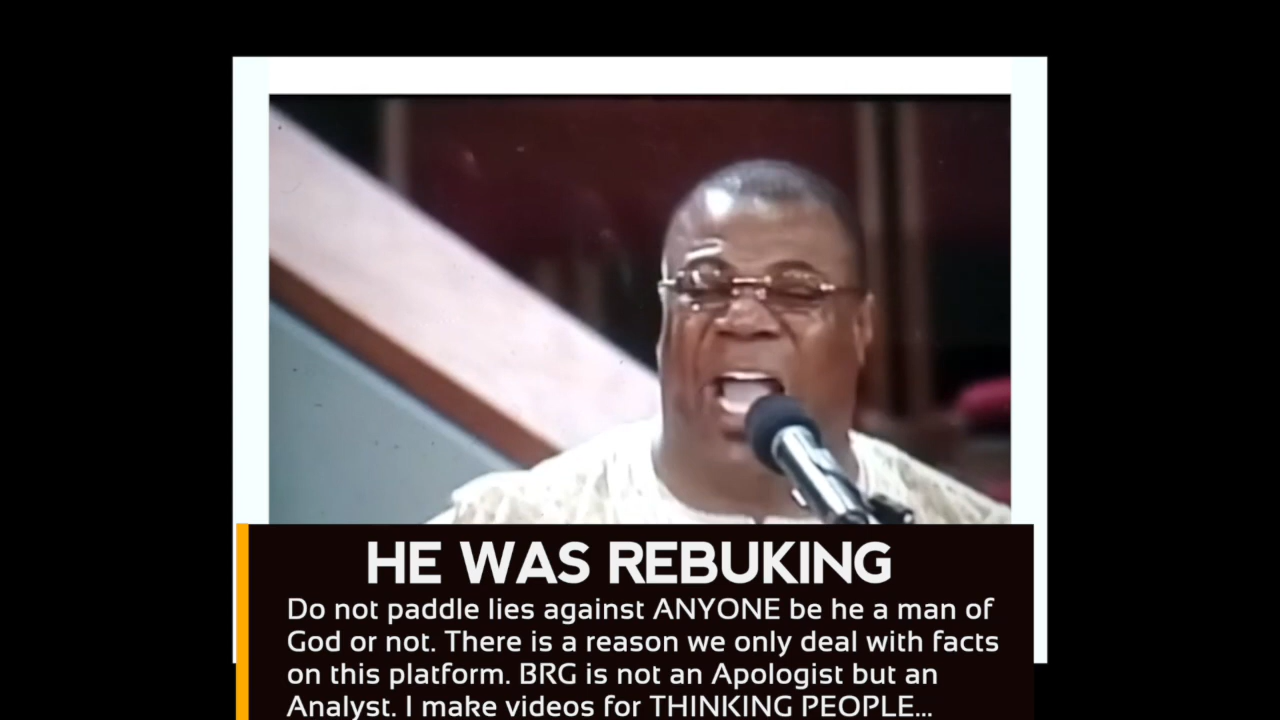 HE WAS REBUKING
Do not paddle lies against ANYONE be he a man of
God or not. There is a reason we only deal with facts
on this platform. BRG is not an Apologist but an
Analyst. I make videos for THINKING PEOPLE...